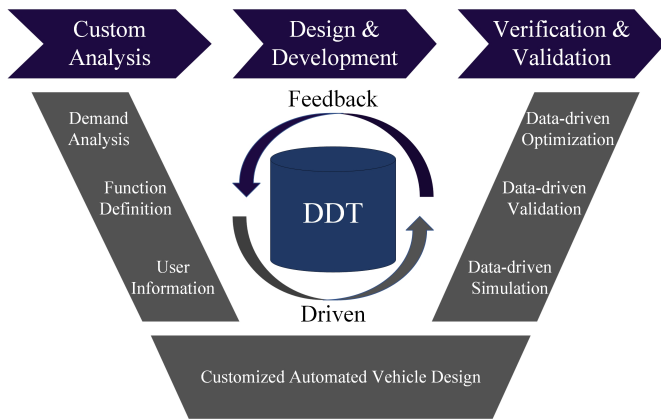 Custom
Analysis
Design &
Development
Verification &
Validation
Feedback
Demand
Analysis
Function
Definition
User
Information
DDT
Data-driven
Optimization
Data-driven
Validation
Data-driven
Simulation
Driven
Customized Automated Vehicle Design